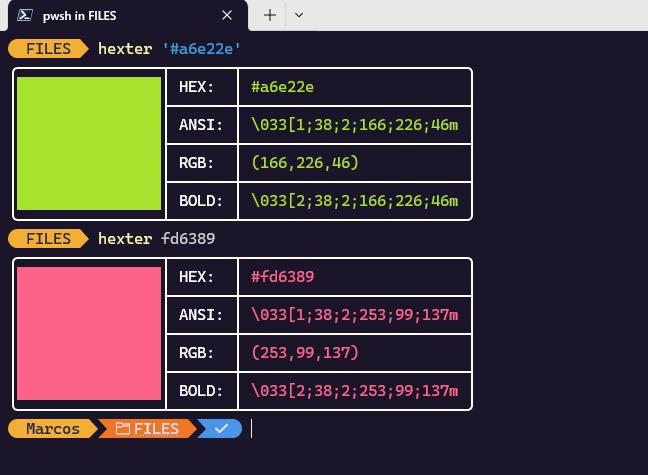 pwsh in FILES
FILES hexter '#a6e22e'
HEX: #a6e22e
ANSI: \033[1;38;2;166;226;46m
RGB: (166,226,46)
BOLD: \033[2;38;2;166;226;46m
FILES hexter fd6389
HEX: #fd6389
ANSI: \033[1;38;2;253;99;137m
RGB: (253,99,137)
BOLD: \033[2;38;2;253;99;137m
Marcos FILES